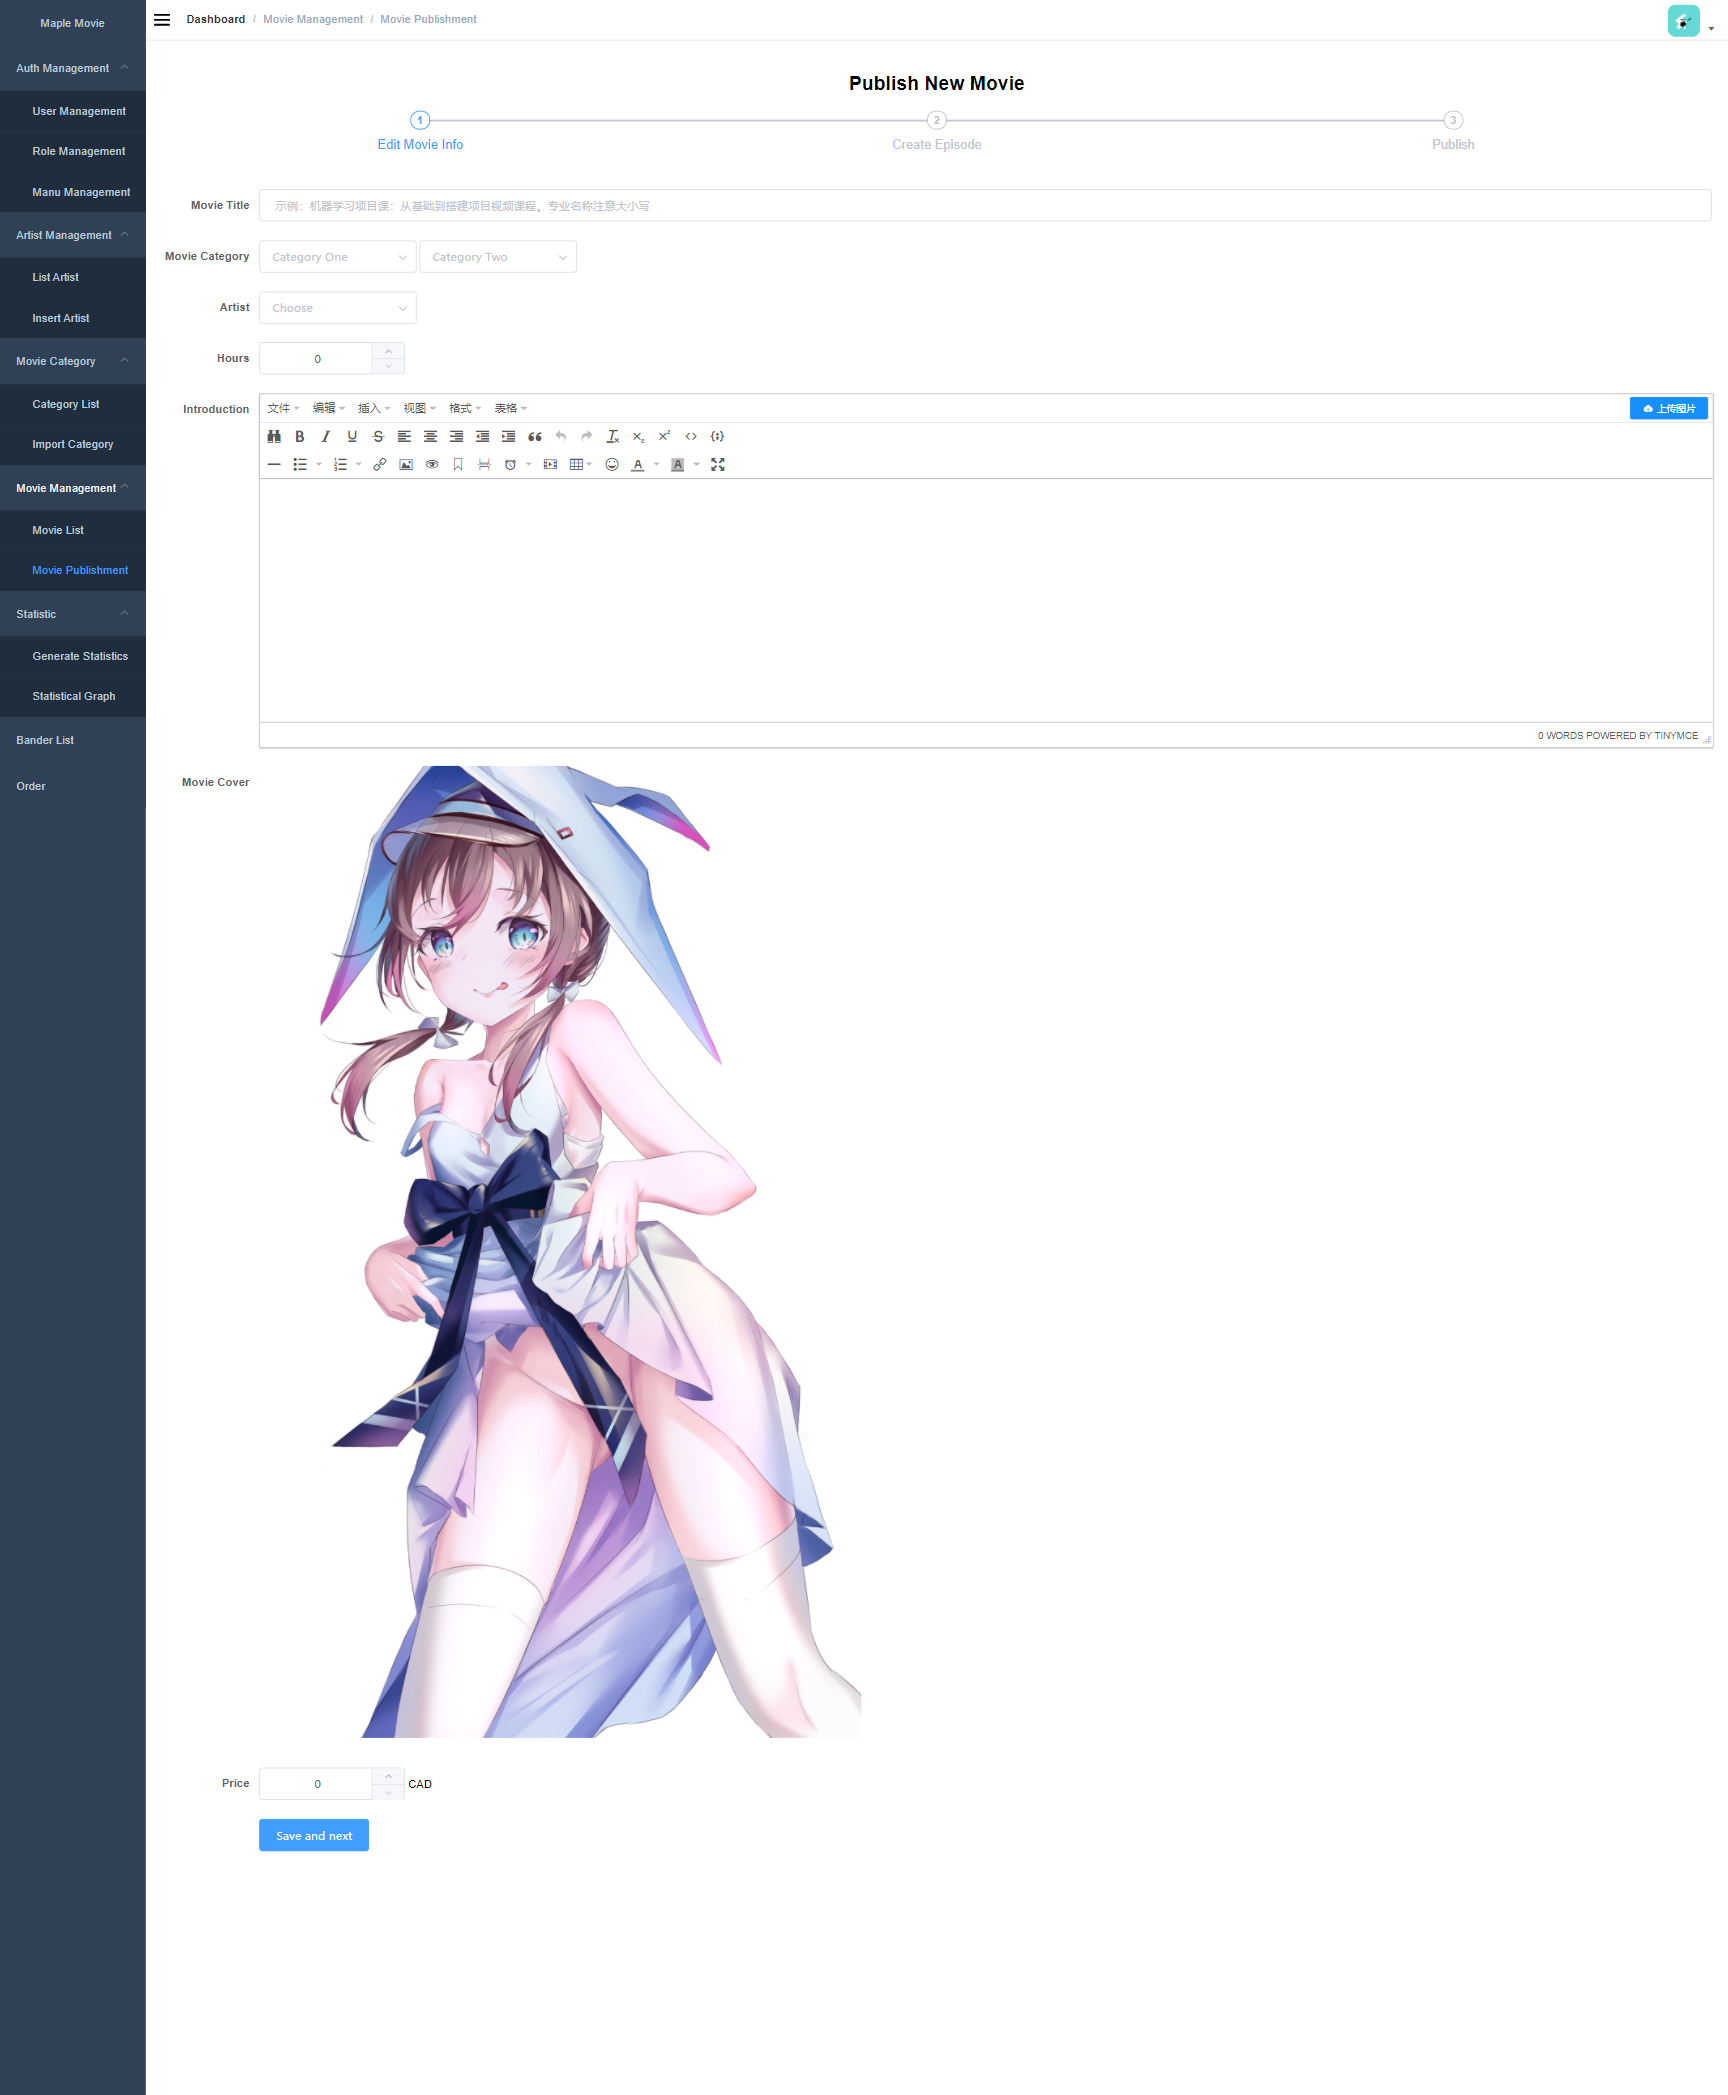 Maple Movie
Auth Management
User Management
Role Management
Manu Management
Artist Management
List Artist
Insert Artist
Movie Category
Category List
Import Category
Movie Management
Movie List
Movie Publishment
Statistic
Generate Statistics
Statistical Graph
Bander List
Order
Dashboard / Movie Management / Movie Publishment
Publish New Movie
1 2 3
Edit Movie Info Create Episode Publish
Movie Title 示例：机器学习项目课：从基础到搭建项目视频课程。专业名称注意大小写
Movie Category Category One Category Two
Artist Choose
Hours 0
Introduction 文件 编辑 插入 视图 格式 表格 上传图片
0 WORDS POWERED BY TINYMCE
Movie Cover
Price 0 CAD
Save and next